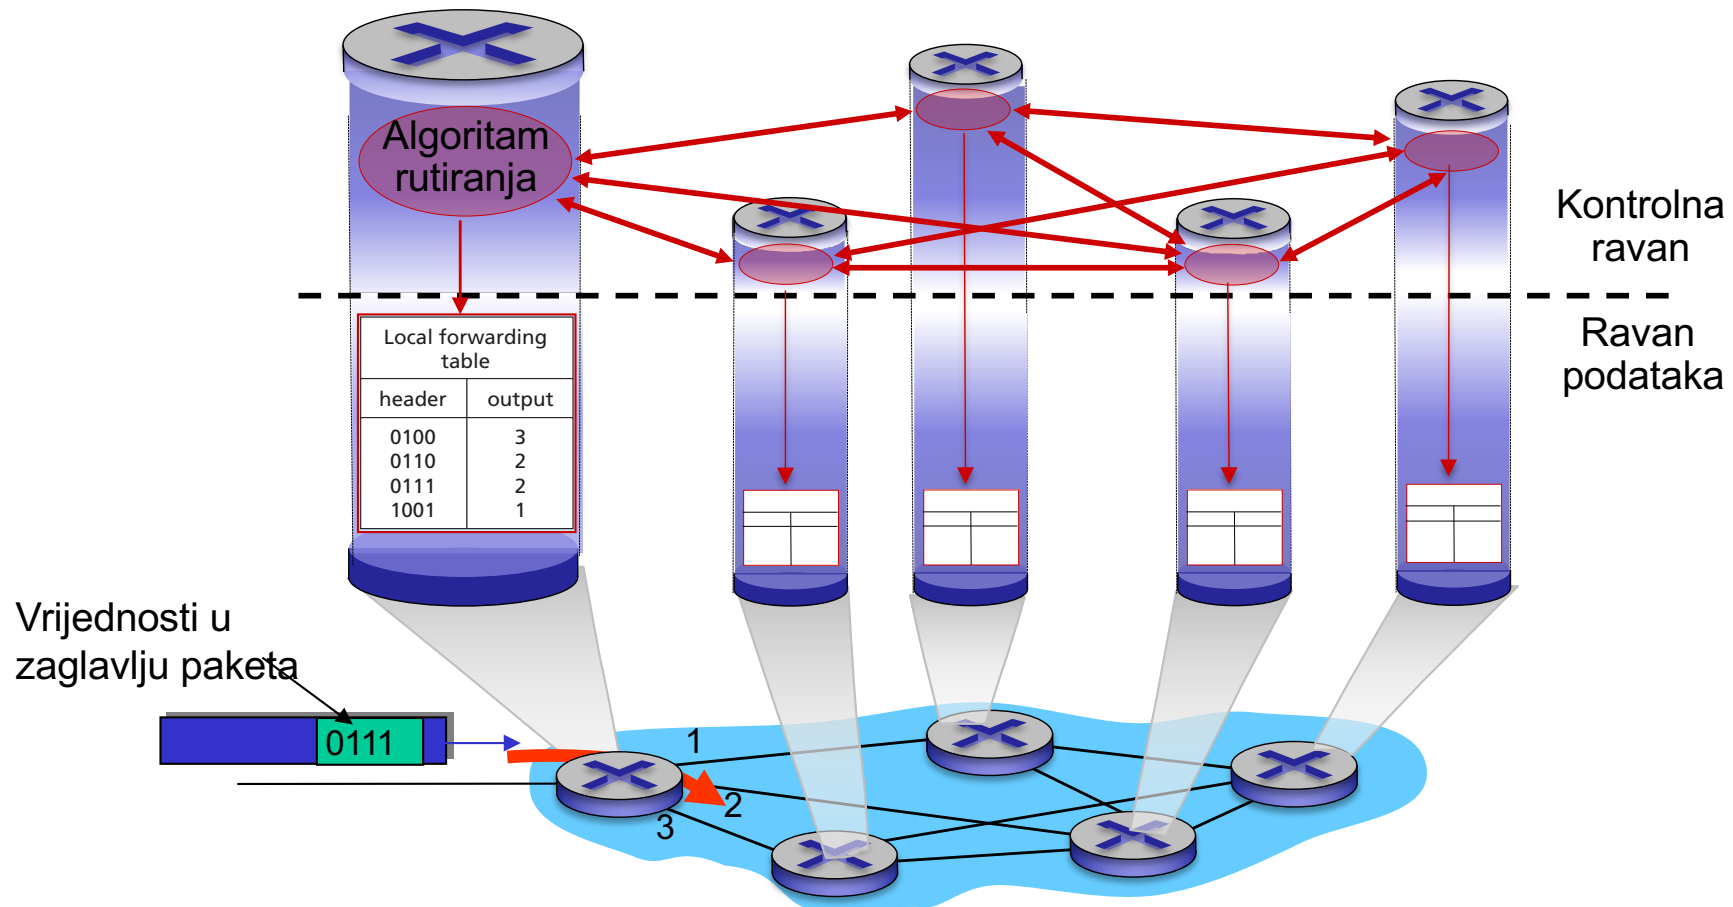 Algoritam
rutiranja
Kontrolna
ravan
Ravan
podataka
Local forwarding
table
header output
0100 3
0110 2
0111 2
1001 1
Vrijednosti u
zaglavlju paketa
0111
1
2
3